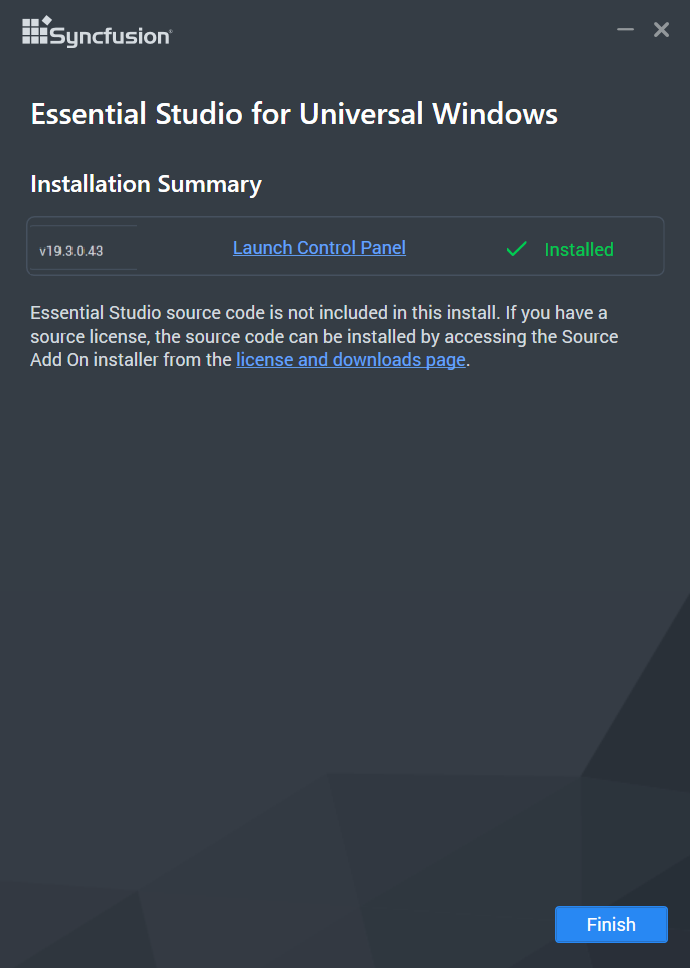 Syncfusion
Essential Studio for Universal Windows
Installation Summary
v19.3.0.43 Launch Control Panel Installed
Essential Studio source code is not included in this install. If you have a
source license, the source code can be installed by accessing the Source
Add On installer from the license and downloads page.
Finish